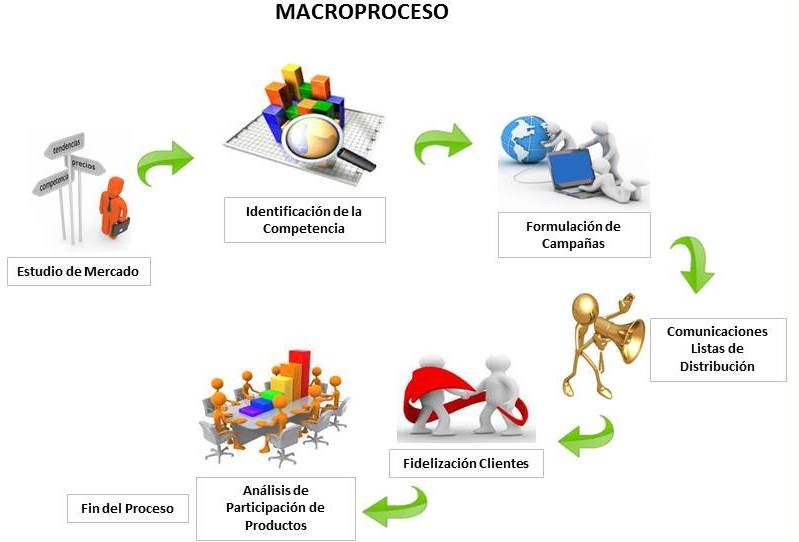 MACROPROCESO
tendencias
precios
competencia
Estudio de Mercado
Identificación de la
Competencia
Formulación de
Campañas
Comunicaciones
Listas de
Distribución
Fidelización Clientes
Análisis de
Participación de
Productos
Fin del Proceso